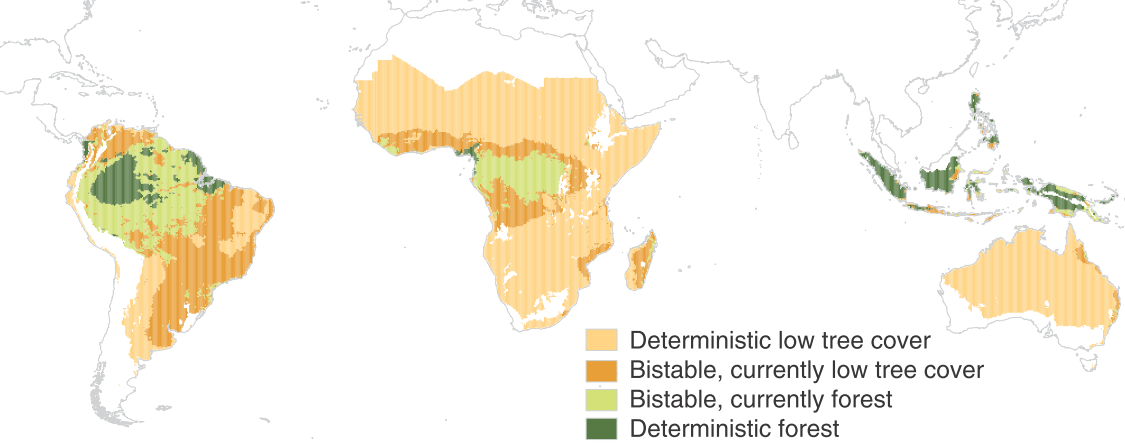 Deterministic low tree cover
Bistable, currently low tree cover
Bistable, currently forest
Deterministic forest